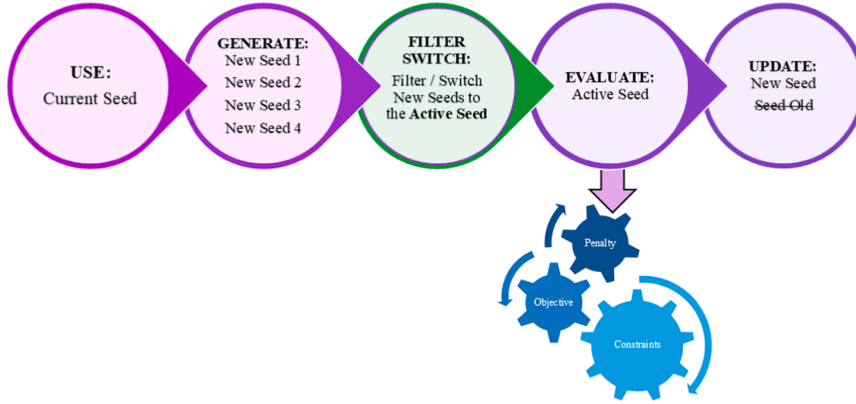 USE:
Current Seed
GENERATE:
New Seed 1
New Seed 2
New Seed 3
New Seed 4
FILTER
SWITCH:
Filter / Switch
New Seeds to
the Active Seed
EVALUATE:
Active Seed
UPDATE:
New Seed
Seed Old
Penalty
Objective
Constraints